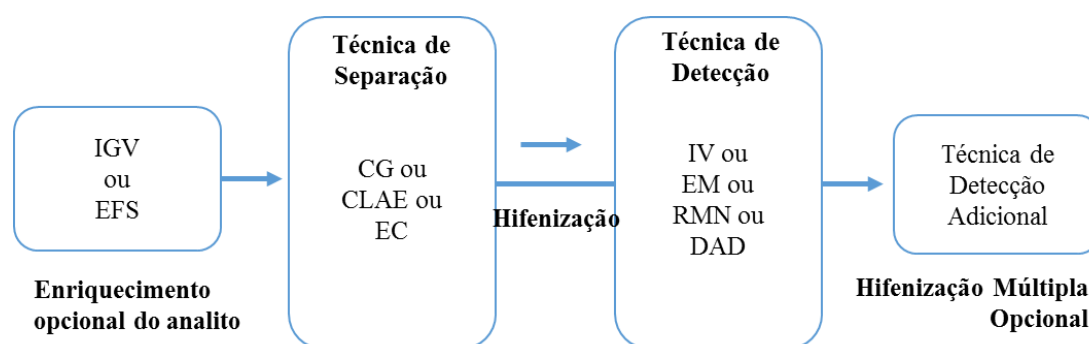 IGV
ou
EFS
Enriquecimento
opcional do analito
Técnica de
Separação
CG ou
CLAE ou
EC
Hifenização
Técnica de
Detecção
IV ou
EM ou
RMN ou
DAD
Técnica de
Detecção
Adicional
Hifenização Múltipla
Opcional